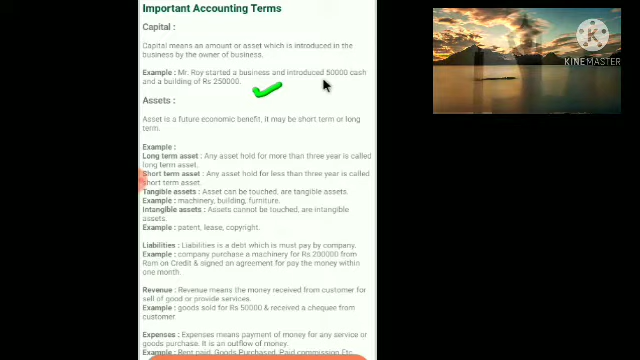 Important Accounting Terms
Capital :
Capital means an amount or asset which is introduced in the
business by the owner of business.
Example : Mr. Roy started a business and introduced 50000 cash
and a building of Rs 250000.
Assets :
Asset is a future economic benefit, it may be short term or long
term.
Example :
Long term asset : Any asset hold for more than three year is called
long term asset.
Short term asset : Any asset hold for less than three year is called
short term asset.
Tangible assets : Asset can be touched, are tangible assets.
Example : machinery, building, furniture.
Intangible assets : Assets cannot be touched, are intangible
assets.
Example : patent, lease, copyright.
Liabilities : Liabilities is a debt which is must pay by company.
Example : company purchase a machinery for Rs 200000 from
Ram on Credit & signed an agreement for pay the money within
one month.
Revenue : Revenue means the money received from customer for
sell of good or provide services.
Example : goods sold for Rs 50000 & received a chequee from
customer.
Expenses : Expenses means payment of money for any service or
goods purchase. It is an outflow of money.
Example : Rent paid, Goods Purchased, Paid commission Etc.
KINEMASTER